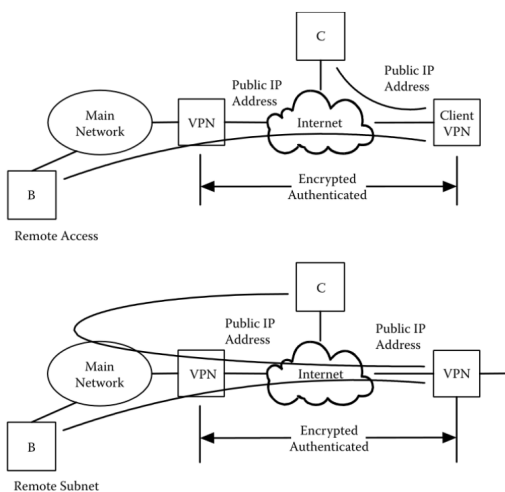 C
Public IP
Address
Public IP
Address
Main
Network
VPN
Internet
Client
VPN
B
Encrypted
Authenticated
Remote Access
C
Public IP
Address
Public IP
Address
Main
Network
VPN
Internet
VPN
B
Encrypted
Authenticated
Remote Subnet